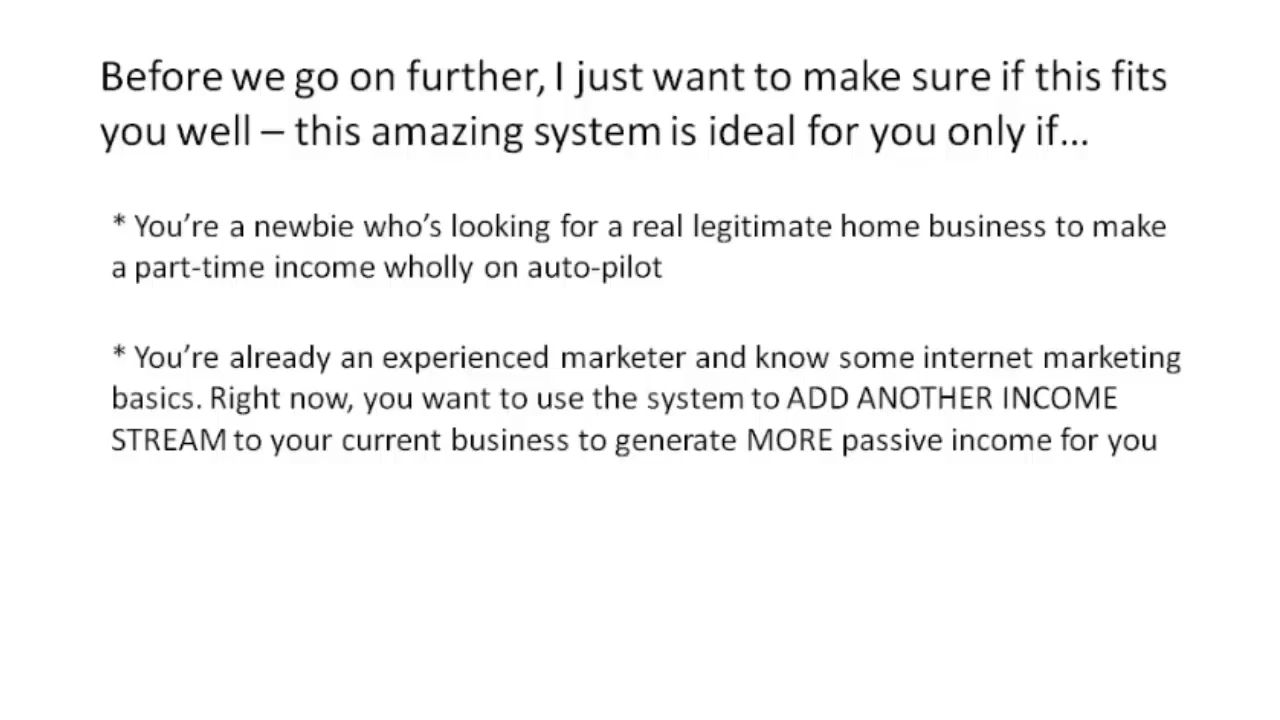 Before we go on further, I just want to make sure if this fits
you well – this amazing system is ideal for you only if…
* You’re a newbie who’s looking for a real legitimate home business to make
a part-time income wholly on auto-pilot
* You’re already an experienced marketer and know some internet marketing
basics. Right now, you want to use the system to ADD ANOTHER INCOME
STREAM to your current business to generate MORE passive income for you